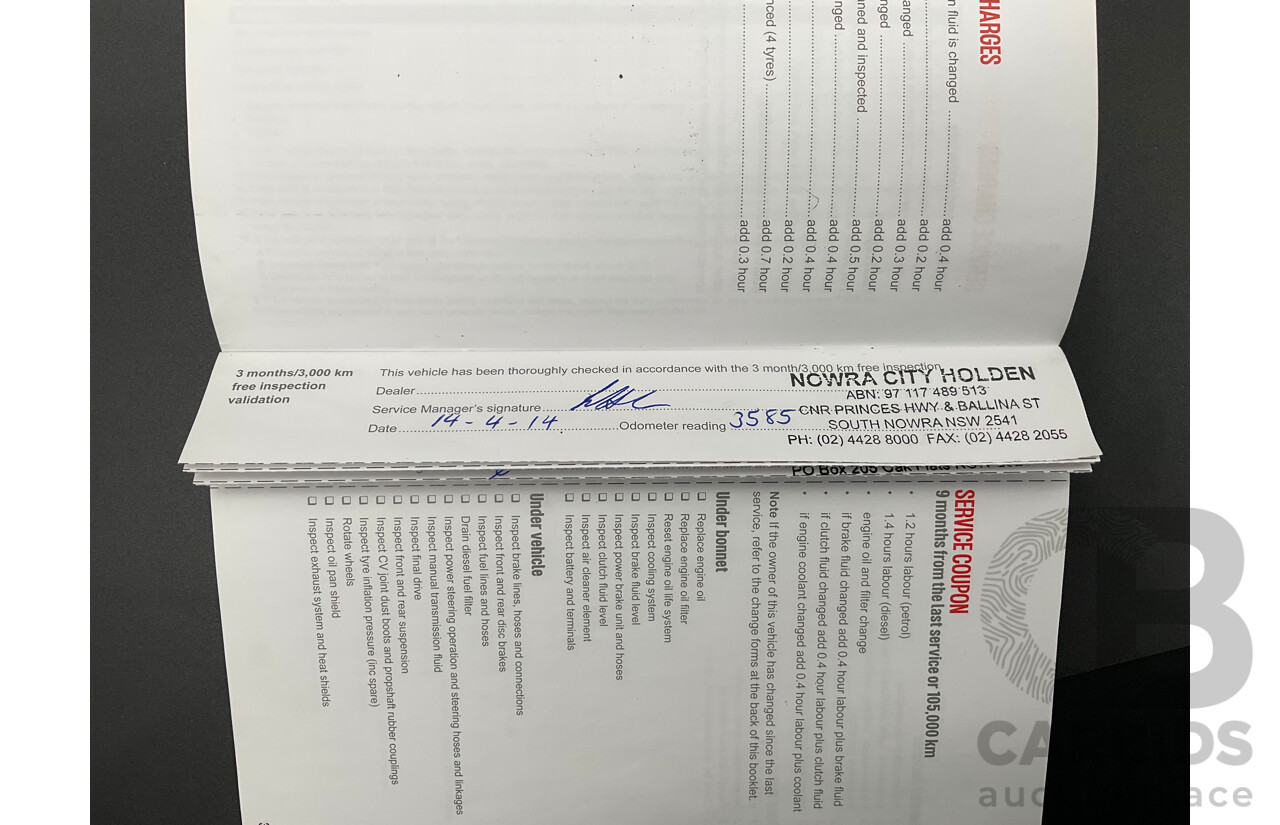 HARGES
n fluid is changed add 0.4 hour
add 0.2 hour
anged add 0.3 hour
nged add 0.2 hour
ned and inspected add 0.5 hour
nged add 0.4 hour
add 0.4 hour
add 0.2 hour
nced (4 tyres) add 0.7 hour
add 0.3 hour
3 months/3,000 km
free inspection
validation
This vehicle has been thoroughly checked in accordance with the 3 month/3,000 km free inspection
Dealer
Service Manager's signature
Date 14-4-14 Odometer reading 3585
NOWRA CITY HOLDEN
ABN: 97 117 489 513
CNR PRINCES HWY & BALLINA ST
SOUTH NOWRA NSW 2541
PH: (02) 4428 8000 FAX: (02) 4428 2055
PO Box 205 Oak Flats
SERVICE COUPON
9 months from the last service or 105,000 km
• 1.2 hours labour (petrol)
• 1.4 hours labour (diesel)
engine oil and filter change
• if brake fluid changed add 0.4 hour labour plus brake fluid
• if clutch fluid changed add 0.4 hour labour plus clutch fluid
• if engine coolant changed add 0.4 hour labour plus coolant
Note If the owner of this vehicle has changed since the last
service, refer to the change forms at the back of this booklet.
Under bonnet
❑ Replace engine oil
❑ Replace engine oil filter
❑ Reset engine oil life system
❑ Inspect cooling system
❑ Inspect brake fluid level
❑ Inspect power brake unit and hoses
❑ Inspect clutch fluid level
❑ Inspect air cleaner element
❑ Inspect battery and terminals
Under vehicle
❑ Inspect brake lines, hoses and connections
❑ Inspect front and rear disc brakes
❑ Inspect fuel lines and hoses
❑ Drain diesel fuel filter
❑ Inspect power steering operation and steering hoses and linkages
❑ Inspect manual transmission fluid
❑ Inspect final drive
❑ Inspect front and rear suspension
❑ Inspect CV joint dust boots and propshaft rubber couplings
❑ Inspect tyre inflation pressure (inc spare)
❑ Rotate wheels
❑ Inspect oil pan shield
❑ Inspect exhaust system and heat shields